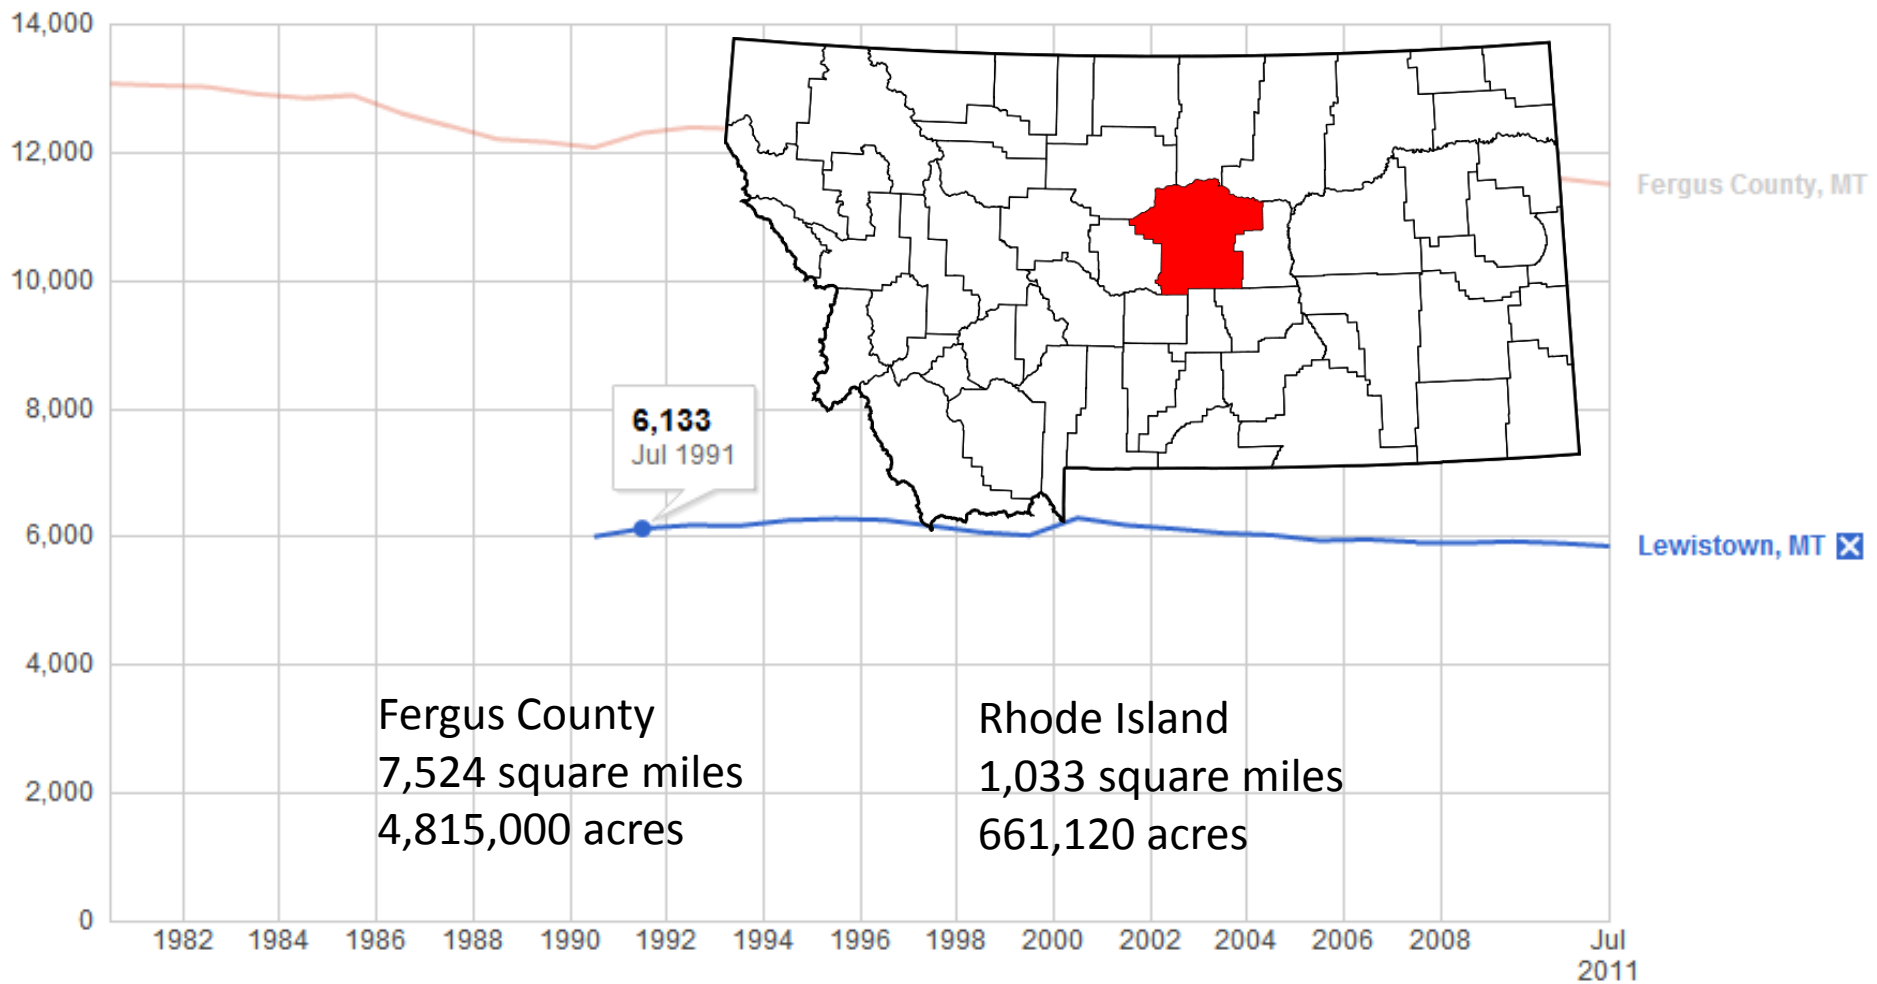 14,000
12,000
10,000
8,000
6,000
4,000
2,000
0
Fergus County, MT
6,133
Jul 1991
Lewistown, MT
Fergus County
7,524 square miles
4,815,000 acres
Rhode Island
1,033 square miles
661,120 acres
1982 1984 1986 1988 1990 1992 1994 1996 1998 2000 2002 2004 2006 2008 Jul
2011